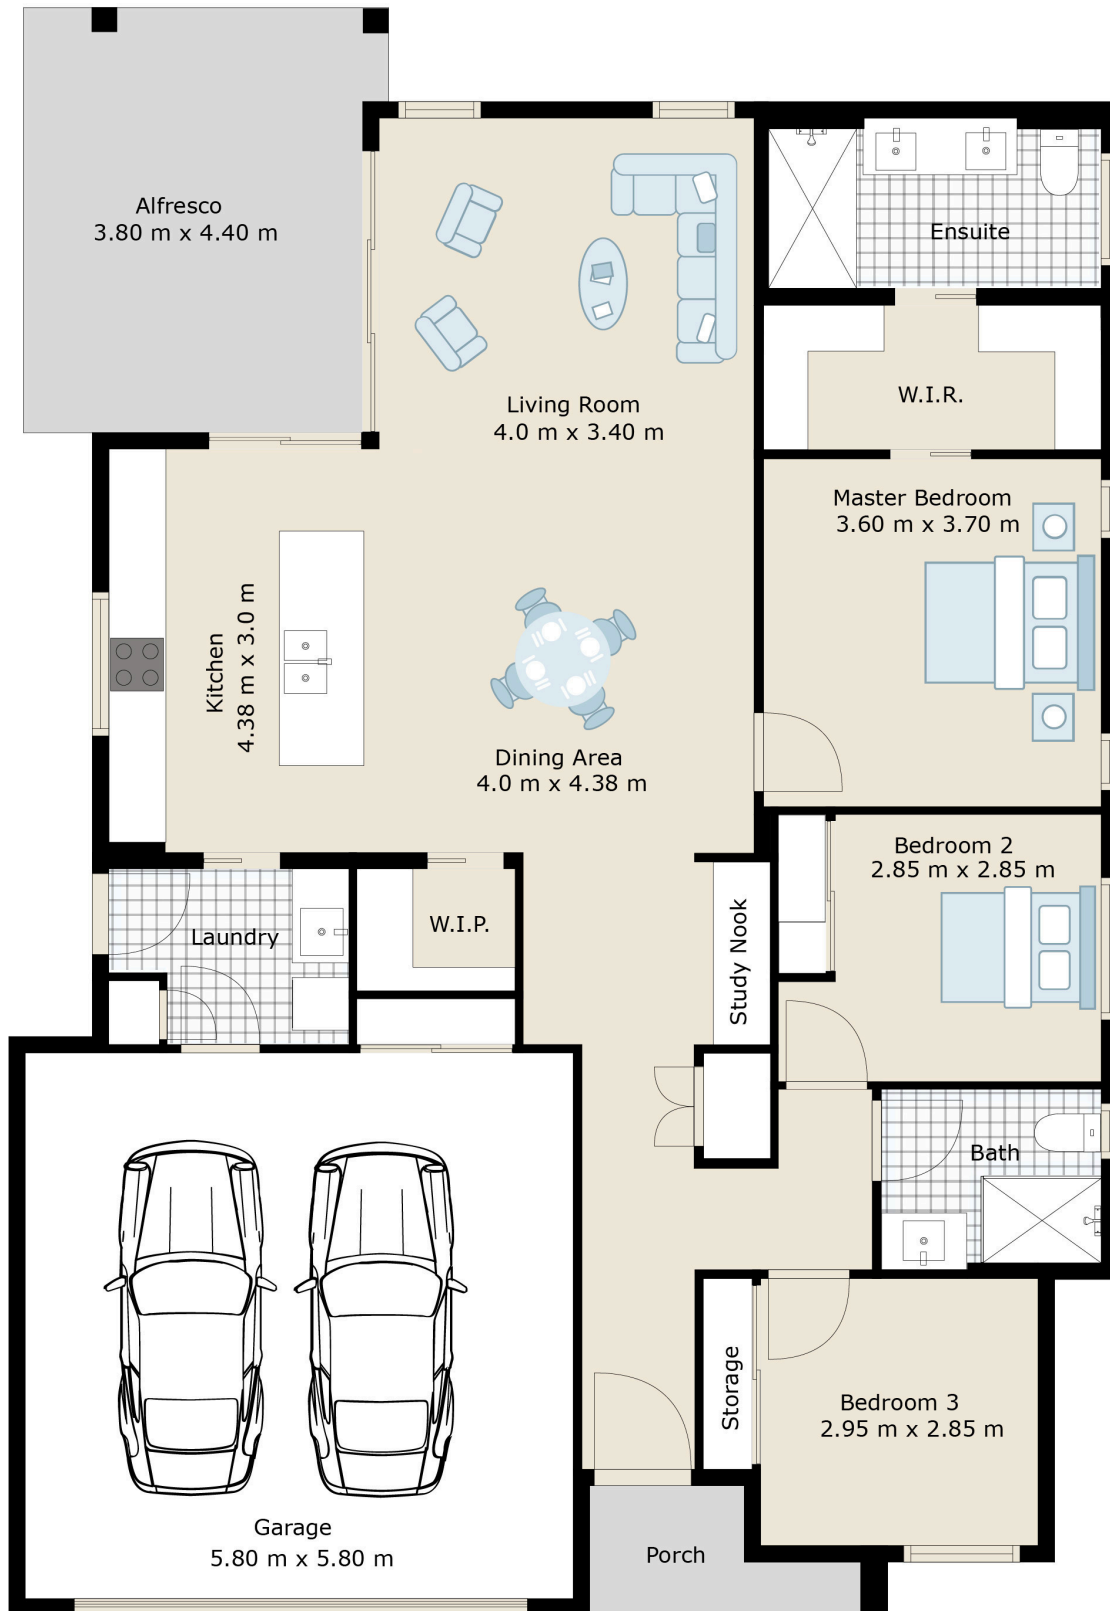 Alfresco
3.80 m x 4.40 m
Ensuite
Living Room
4.0 m x 3.40 m
W.I.R.
Master Bedroom
3.60 m x 3.70 m
Kitchen
4.38 m x 3.0 m
Dining Area
4.0 m x 4.38 m
Bedroom 2
2.85 m x 2.85 m
Laundry
W.I.P.
Study Nook
Bath
Storage
Bedroom 3
2.95 m x 2.85 m
Garage
5.80 m x 5.80 m
Porch